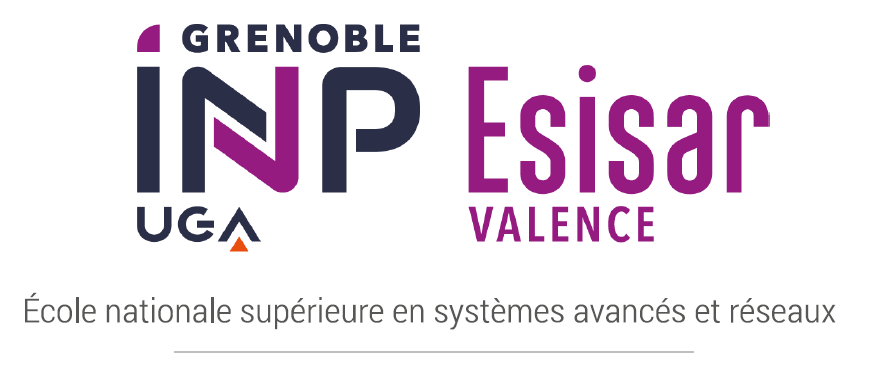 GRENOBLE
INP Esisar
UGA VALENCE
École nationale supérieure en systèmes avancés et réseaux